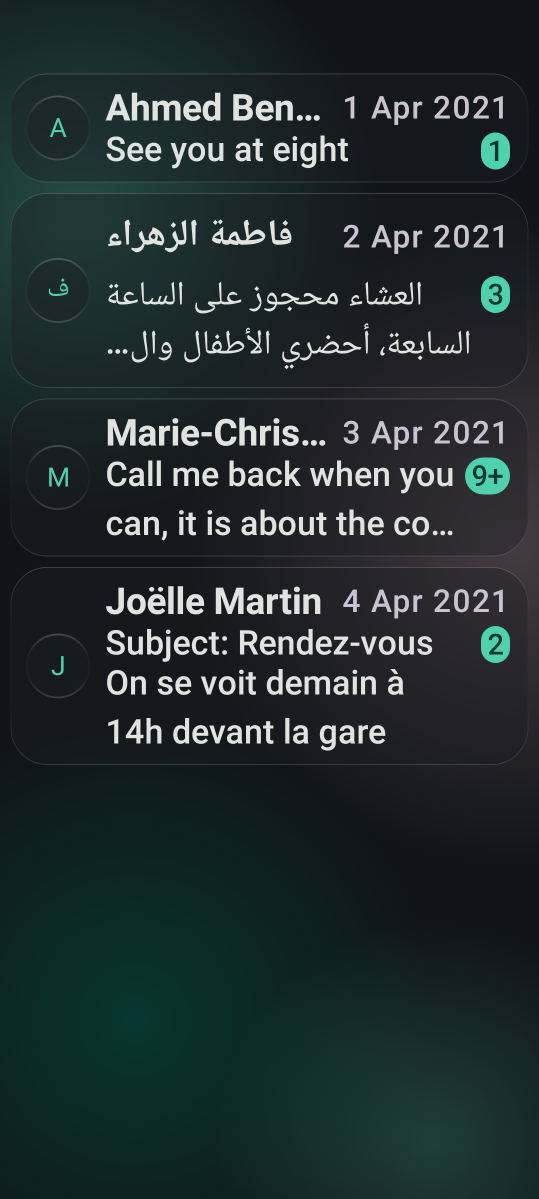 A
Ahmed Ben… 1 Apr 2021
See you at eight 1
ف
فاطمة الزهراء 2 Apr 2021
العشاء محجوز على الساعة 3
السابعة، أحضري الأطفال وال…
M
Marie-Chris… 3 Apr 2021
Call me back when you 9+
can, it is about the co…
J
Joëlle Martin 4 Apr 2021
Subject: Rendez-vous 2
On se voit demain à
14h devant la gare